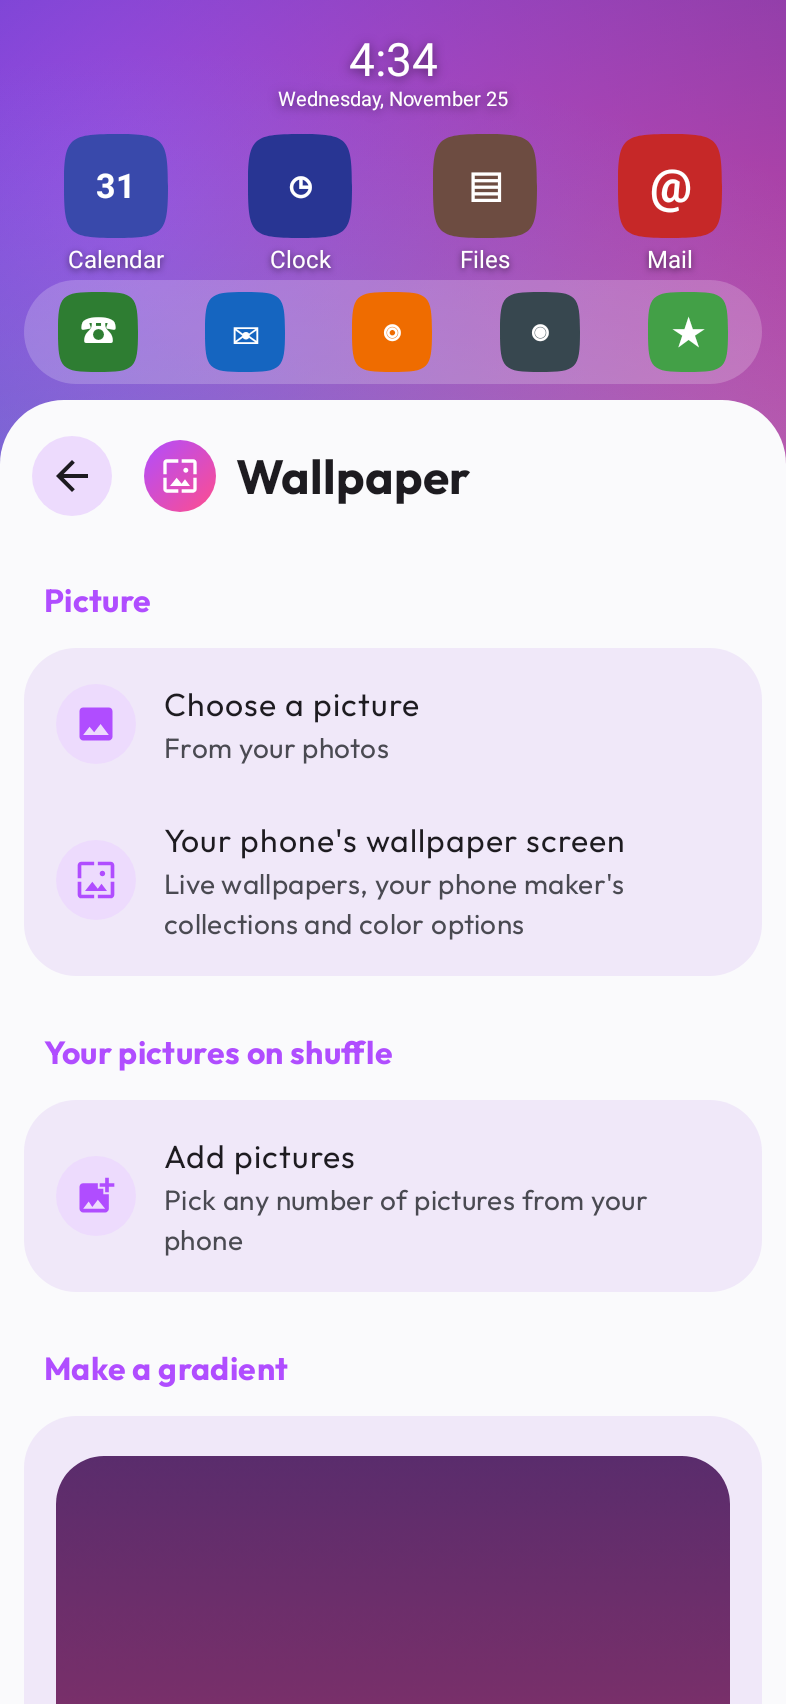 4:34
Wednesday, November 25
31
@
Calendar
Clock
Files
Mail
Wallpaper
Picture
Choose a picture
From your photos
Your phone's wallpaper screen
Live wallpapers, your phone maker's
collections and color options
Your pictures on shuffle
Add pictures
Pick any number of pictures from your
phone
Make a gradient